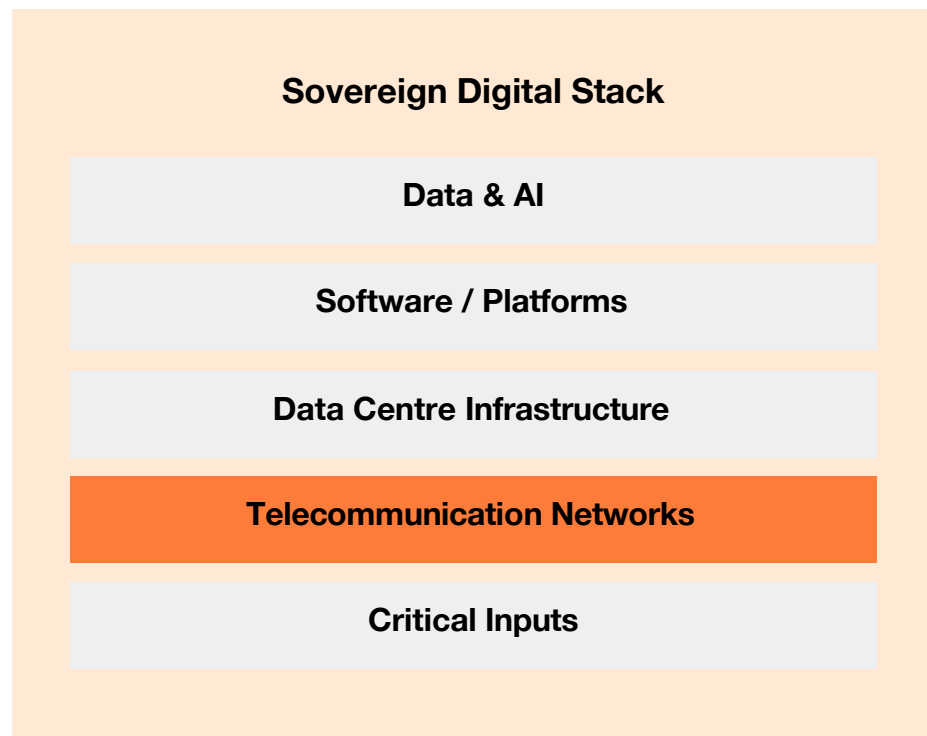 Sovereign Digital Stack
Data & AI
Software / Platforms
Data Centre Infrastructure
Telecommunication Networks
Critical Inputs